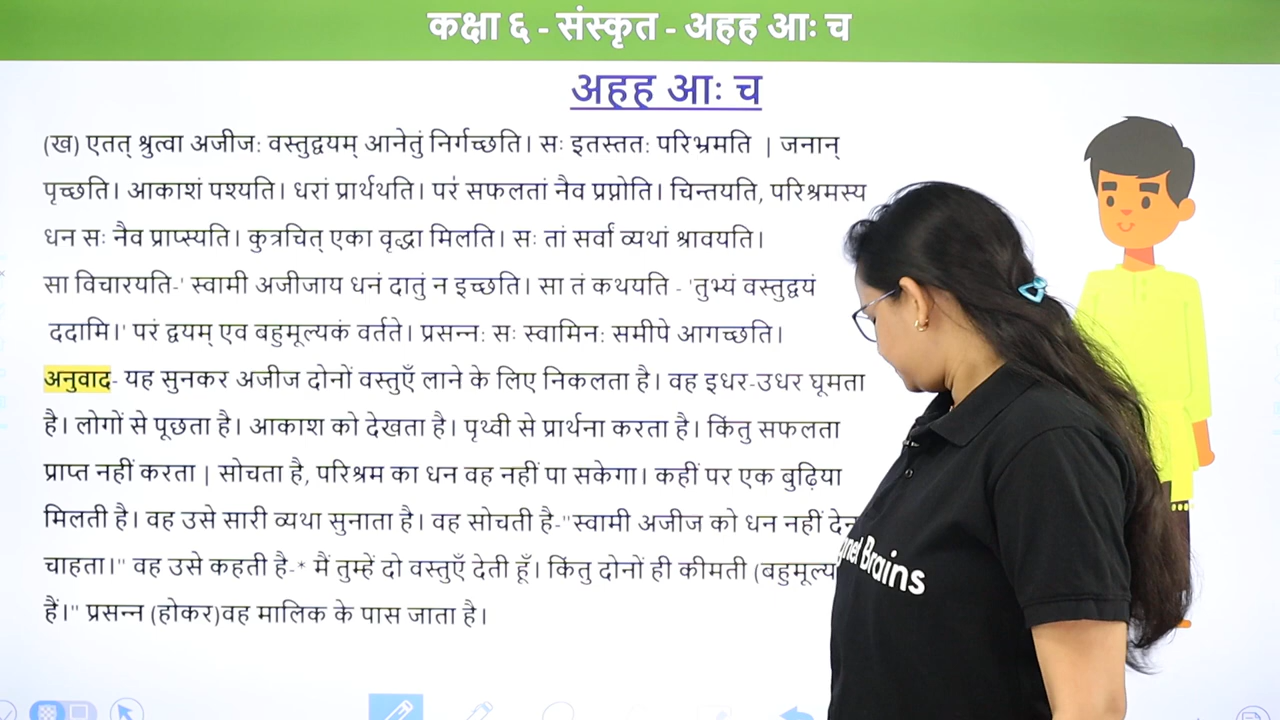 कक्षा ६ - संस्कृत - अहह आः च
अहह आः च
(ख) एतत् श्रुत्वा अजीज: वस्तुद्वयम् आनेतुं निर्गच्छति। सः इतस्तत: परिभ्रमति | जनान्
पृच्छति। आकाशं पश्यति। धरां प्रार्थयति। परं सफलतां नैव प्रप्नोति। चिन्तयति, परिश्रमस्य
धन सः नैव प्राप्स्यति। कुत्रचित् एका वृद्धा मिलति। सः तां सर्वां व्यथां श्रावयति।
सा विचारयति-' स्वामी अजीजाय धनं दातुं न इच्छति। सा तं कथयति - 'तुभ्यं वस्तुद्वयं
ददामि।' परं द्वयम् एव बहुमूल्यकं वर्तते। प्रसन्न: सः स्वामिन: समीपे आगच्छति।
अनुवाद- यह सुनकर अजीज दोनों वस्तुएँ लाने के लिए निकलता है। वह इधर-उधर घूमता
है। लोगों से पूछता है। आकाश को देखता है। पृथ्वी से प्रार्थना करता है। किंतु सफलता
प्राप्त नहीं करता | सोचता है, परिश्रम का धन वह नहीं पा सकेगा। कहीं पर एक बुढ़िया
मिलती है। वह उसे सारी व्यथा सुनाता है। वह सोचती है-"स्वामी अजीज को धन नहीं
चाहता।" वह उसे कहती है-* मैं तुम्हें दो वस्तुएँ देती हूँ। किंतु दोनों ही कीमती (बहुमूल्य
हैं।" प्रसन्न (होकर)वह मालिक के पास जाता है।
Brains